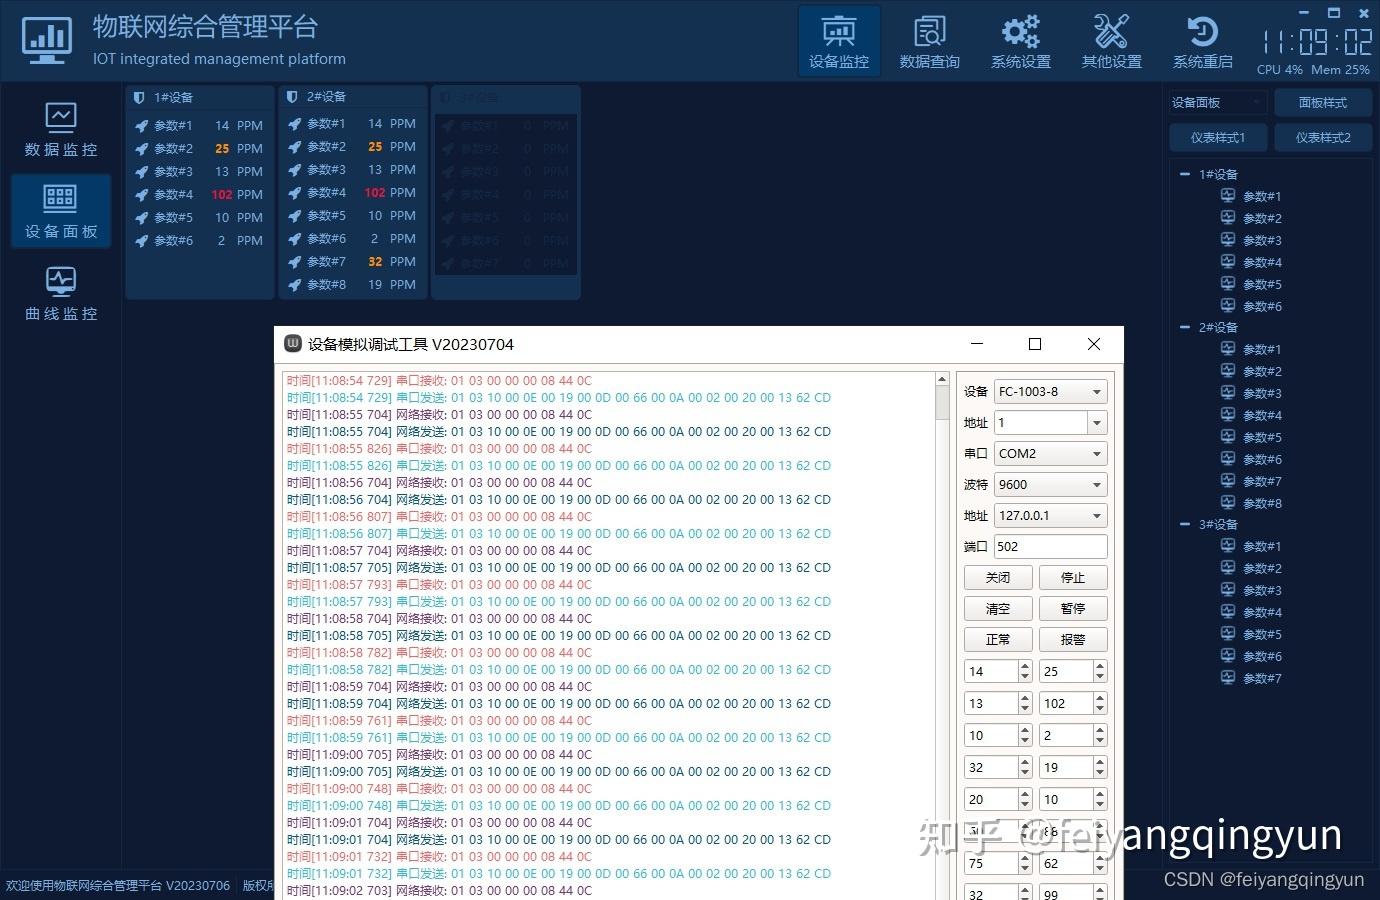 物联网综合管理平台
IOT integrated management platform
设备监控
数据查询
系统设置
其他设置
系统重启
11:09:02
CPU 4% Mem 25%
数据监控
设备面板
曲线监控
1#设备
参数#1 14 PPM
参数#2 25 PPM
参数#3 13 PPM
参数#4 102 PPM
参数#5 10 PPM
参数#6 2 PPM
2#设备
参数#1 14 PPM
参数#2 25 PPM
参数#3 13 PPM
参数#4 102 PPM
参数#5 10 PPM
参数#6 2 PPM
参数#7 32 PPM
参数#8 19 PPM
3#设备
参数#1 0 PPM
参数#2 0 PPM
参数#3 0 PPM
参数#4 0 PPM
参数#5 0 PPM
参数#6 0 PPM
参数#7 0 PPM
设备面板
面板样式
仪表样式1
仪表样式2
1#设备
参数#1
参数#2
参数#3
参数#4
参数#5
参数#6
2#设备
参数#1
参数#2
参数#3
参数#4
参数#5
参数#6
参数#7
参数#8
3#设备
参数#1
参数#2
参数#3
参数#4
参数#5
参数#6
参数#7
设备模拟调试工具 V20230704
时间[11:08:54 729] 串口接收: 01 03 00 00 00 08 44 0C
时间[11:08:54 729] 串口发送: 01 03 10 00 0E 00 19 00 0D 00 66 00 0A 00 02 00 20 00 13 62 CD
时间[11:08:55 704] 网络接收: 01 03 00 00 00 08 44 0C
时间[11:08:55 704] 网络发送: 01 03 10 00 0E 00 19 00 0D 00 66 00 0A 00 02 00 20 00 13 62 CD
时间[11:08:55 826] 串口接收: 01 03 00 00 00 08 44 0C
时间[11:08:55 826] 串口发送: 01 03 10 00 0E 00 19 00 0D 00 66 00 0A 00 02 00 20 00 13 62 CD
时间[11:08:56 704] 网络接收: 01 03 00 00 00 08 44 0C
时间[11:08:56 704] 网络发送: 01 03 10 00 0E 00 19 00 0D 00 66 00 0A 00 02 00 20 00 13 62 CD
时间[11:08:56 807] 串口接收: 01 03 00 00 00 08 44 0C
时间[11:08:56 807] 串口发送: 01 03 10 00 0E 00 19 00 0D 00 66 00 0A 00 02 00 20 00 13 62 CD
时间[11:08:57 704] 网络接收: 01 03 00 00 00 08 44 0C
时间[11:08:57 705] 网络发送: 01 03 10 00 0E 00 19 00 0D 00 66 00 0A 00 02 00 20 00 13 62 CD
时间[11:08:57 793] 串口接收: 01 03 00 00 00 08 44 0C
时间[11:08:57 793] 串口发送: 01 03 10 00 0E 00 19 00 0D 00 66 00 0A 00 02 00 20 00 13 62 CD
时间[11:08:58 704] 网络接收: 01 03 00 00 00 08 44 0C
时间[11:08:58 705] 网络发送: 01 03 10 00 0E 00 19 00 0D 00 66 00 0A 00 02 00 20 00 13 62 CD
时间[11:08:58 782] 串口接收: 01 03 00 00 00 08 44 0C
时间[11:08:58 782] 串口发送: 01 03 10 00 0E 00 19 00 0D 00 66 00 0A 00 02 00 20 00 13 62 CD
时间[11:08:59 704] 网络接收: 01 03 00 00 00 08 44 0C
时间[11:08:59 704] 网络发送: 01 03 10 00 0E 00 19 00 0D 00 66 00 0A 00 02 00 20 00 13 62 CD
时间[11:08:59 761] 串口接收: 01 03 00 00 00 08 44 0C
时间[11:08:59 761] 串口发送: 01 03 10 00 0E 00 19 00 0D 00 66 00 0A 00 02 00 20 00 13 62 CD
时间[11:09:00 705] 网络接收: 01 03 00 00 00 08 44 0C
时间[11:09:00 705] 网络发送: 01 03 10 00 0E 00 19 00 0D 00 66 00 0A 00 02 00 20 00 13 62 CD
时间[11:09:00 748] 串口接收: 01 03 00 00 00 08 44 0C
时间[11:09:00 748] 串口发送: 01 03 10 00 0E 00 19 00 0D 00 66 00 0A 00 02 00 20 00 13 62 CD
时间[11:09:01 704] 网络接收: 01 03 00 00 00 08 44 0C
时间[11:09:01 704] 网络发送: 01 03 10 00 0E 00 19 00 0D 00 66 00 0A 00 02 00 20 00 13 62 CD
时间[11:09:01 732] 串口接收: 01 03 00 00 00 08 44 0C
时间[11:09:01 732] 串口发送: 01 03 10 00 0E 00 19 00 0D 00 66 00 0A 00 02 00 20 00 13 62 CD
时间[11:09:02 703] 网络接收: 01 03 00 00 00 08 44 0C
设备 FC-1003-8
地址 1
串口 COM2
波特 9600
地址 127.0.0.1
端口 502
关闭 停止
清空 暂停
正常 报警
14 25
13 102
10 2
32 19
20 10
88
75 62
32 99
知乎 @feiyangqingyun
CSDN @feiyangqingyun
欢迎使用物联网综合管理平台 V20230706 版权所